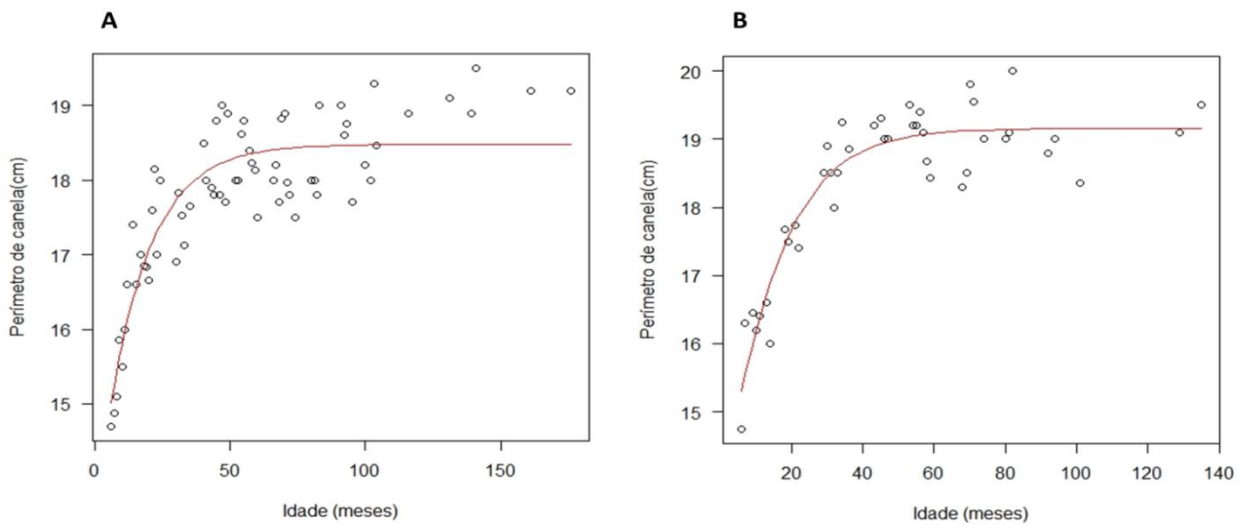 A
Perímetro de canela(cm)
19
18
17
16
15
0 50 100 150
Idade (meses)
B
Perímetro de canela(cm)
20
19
18
17
16
15
20 40 60 80 100 120 140
Idade (meses)